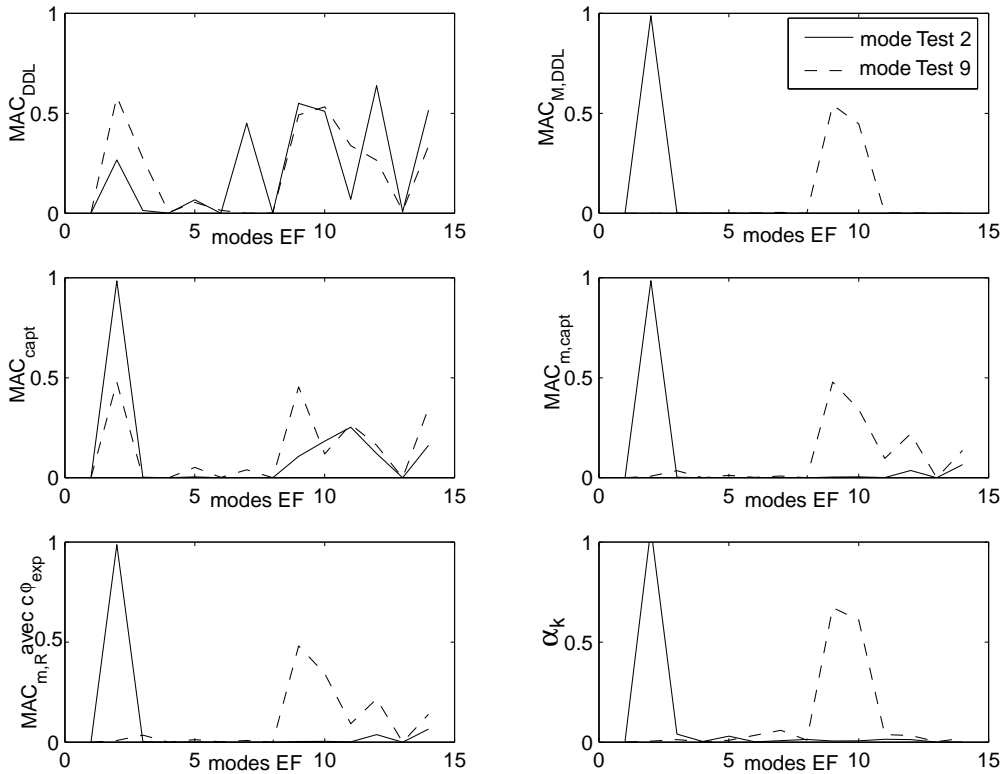 1
0.5
0
MAC_DDL
0 5 10 15
modes EF
1
0.5
0
MAC_M,DDL
0 5 10 15
modes EF
mode Test 2
mode Test 9
1
0.5
0
MAC_capt
0 5 10 15
modes EF
1
0.5
0
MAC_m,capt
0 5 10 15
modes EF
1
0.5
0
MAC_m,R avec cφ_exp
0 5 10 15
modes EF
1
0.5
0
α_k
0 5 10 15
modes EF